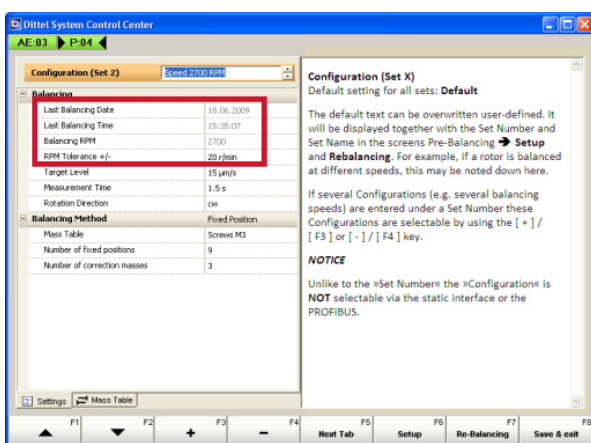 Dittel System Control Center
AE:03 P:04
Configuration (Set 2) Speed 2700 RPM
Balancing
Last Balancing Date 18.06.2009
Last Balancing Time 15:35:07
Balancing RPM 2700
RPM Tolerance +/- 20 r/min
Target Level 15 µm/s
Measurement Time 1.5 s
Rotation Direction cw
Balancing Method Fixed Position
Mass Table Screws M3
Number of fixed positions 9
Number of correction masses 3
Settings Mass Table
Configuration (Set X)
Default setting for all sets: Default
The default text can be overwritten user-defined. It
will be displayed together with the Set Number and
Set Name in the screens Pre-Balancing ➔ Setup
and Rebalancing. For example, if a rotor is balanced
at different speeds, this may be noted down here.
If several Configurations (e.g. several balancing
speeds) are entered under a Set Number these
Configurations are selectable by using the [ + ] /
[ F3 ] or [ - ] / [ F4 ] key.
NOTICE
Unlike to the »Set Number« the »Configuration« is
NOT selectable via the static interface or the
PROFIBUS.
F1 F2 F3 F4 F5 F6 F7 F8
+ - Next Tab Setup Re-Balancing Save & exit